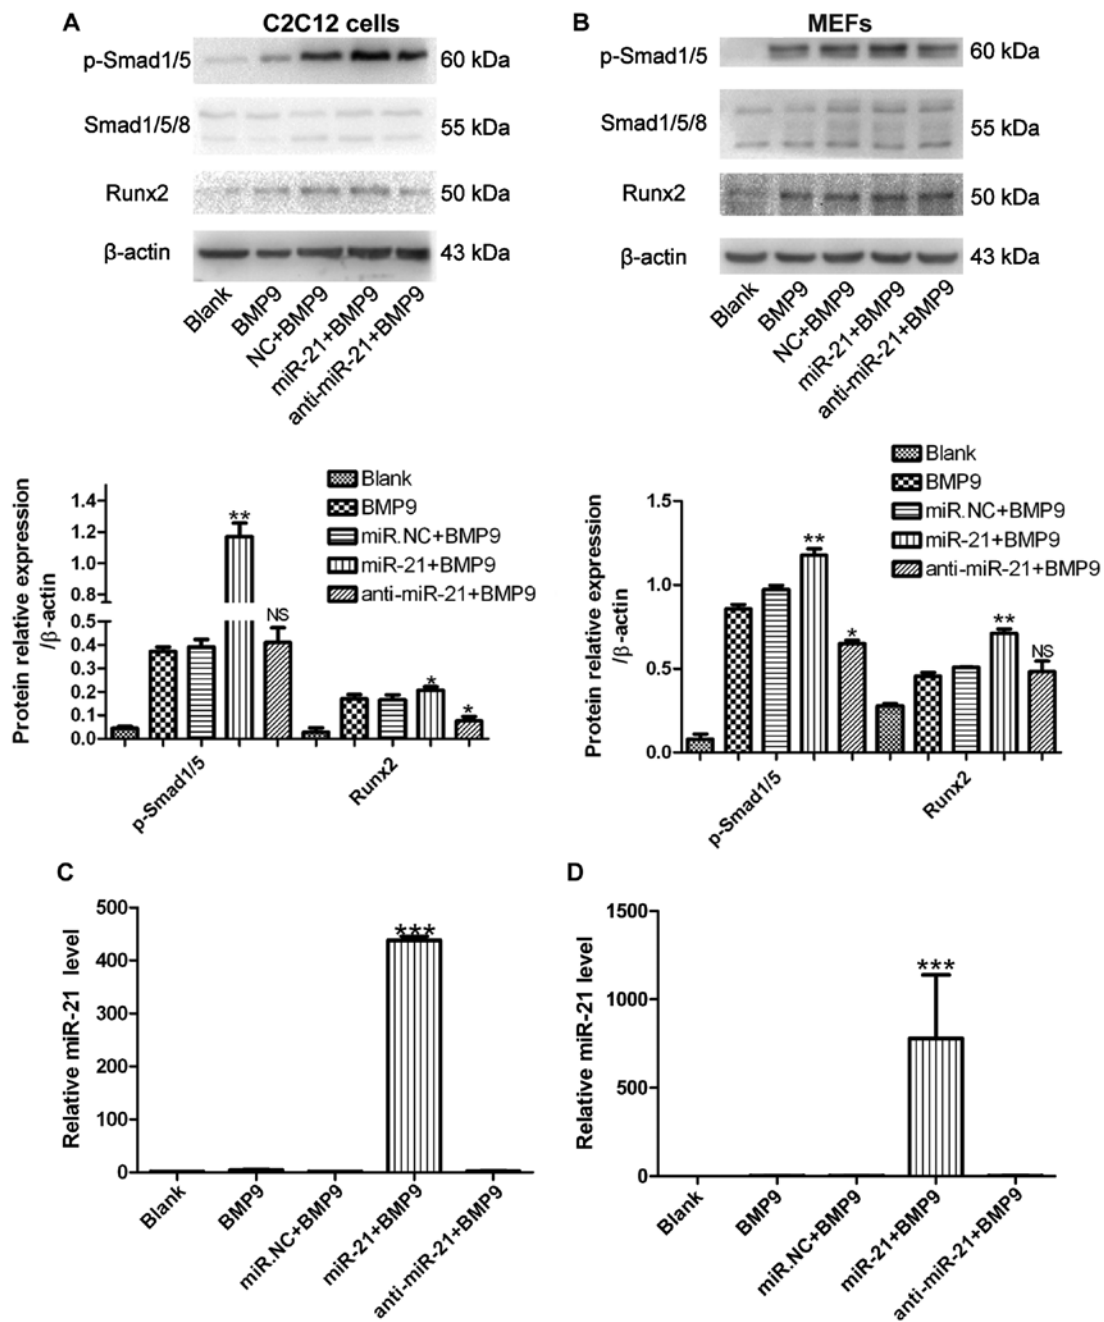 A
C2C12 cells
p-Smad1/5
60 kDa
Smad1/5/8
55 kDa
Runx2
50 kDa
β-actin
43 kDa
Blank
BMP9
NC+BMP9
miR-21+BMP9
anti-miR-21+BMP9
B
MEFs
p-Smad1/5
60 kDa
Smad1/5/8
55 kDa
Runx2
50 kDa
β-actin
43 kDa
Blank
BMP9
NC+BMP9
miR-21+BMP9
anti-miR-21+BMP9
Protein relative expression
/β-actin
1.4
1.2
1.0
0.8
0.5
0.4
0.3
0.2
0.1
0.0
**
NS
*
*
Blank
BMP9
miR.NC+BMP9
miR-21+BMP9
anti-miR-21+BMP9
p-Smad1/5
Runx2
Protein relative expression
/β-actin
1.5
1.0
0.5
0.0
**
*
**
NS
Blank
BMP9
miR.NC+BMP9
miR-21+BMP9
anti-miR-21+BMP9
p-Smad1/5
Runx2
C
Relative miR-21 level
500
400
300
200
100
0
***
Blank
BMP9
miR.NC+BMP9
miR-21+BMP9
anti-miR-21+BMP9
D
Relative miR-21 level
1500
1000
500
0
***
Blank
BMP9
miR.NC+BMP9
miR-21+BMP9
anti-miR-21+BMP9